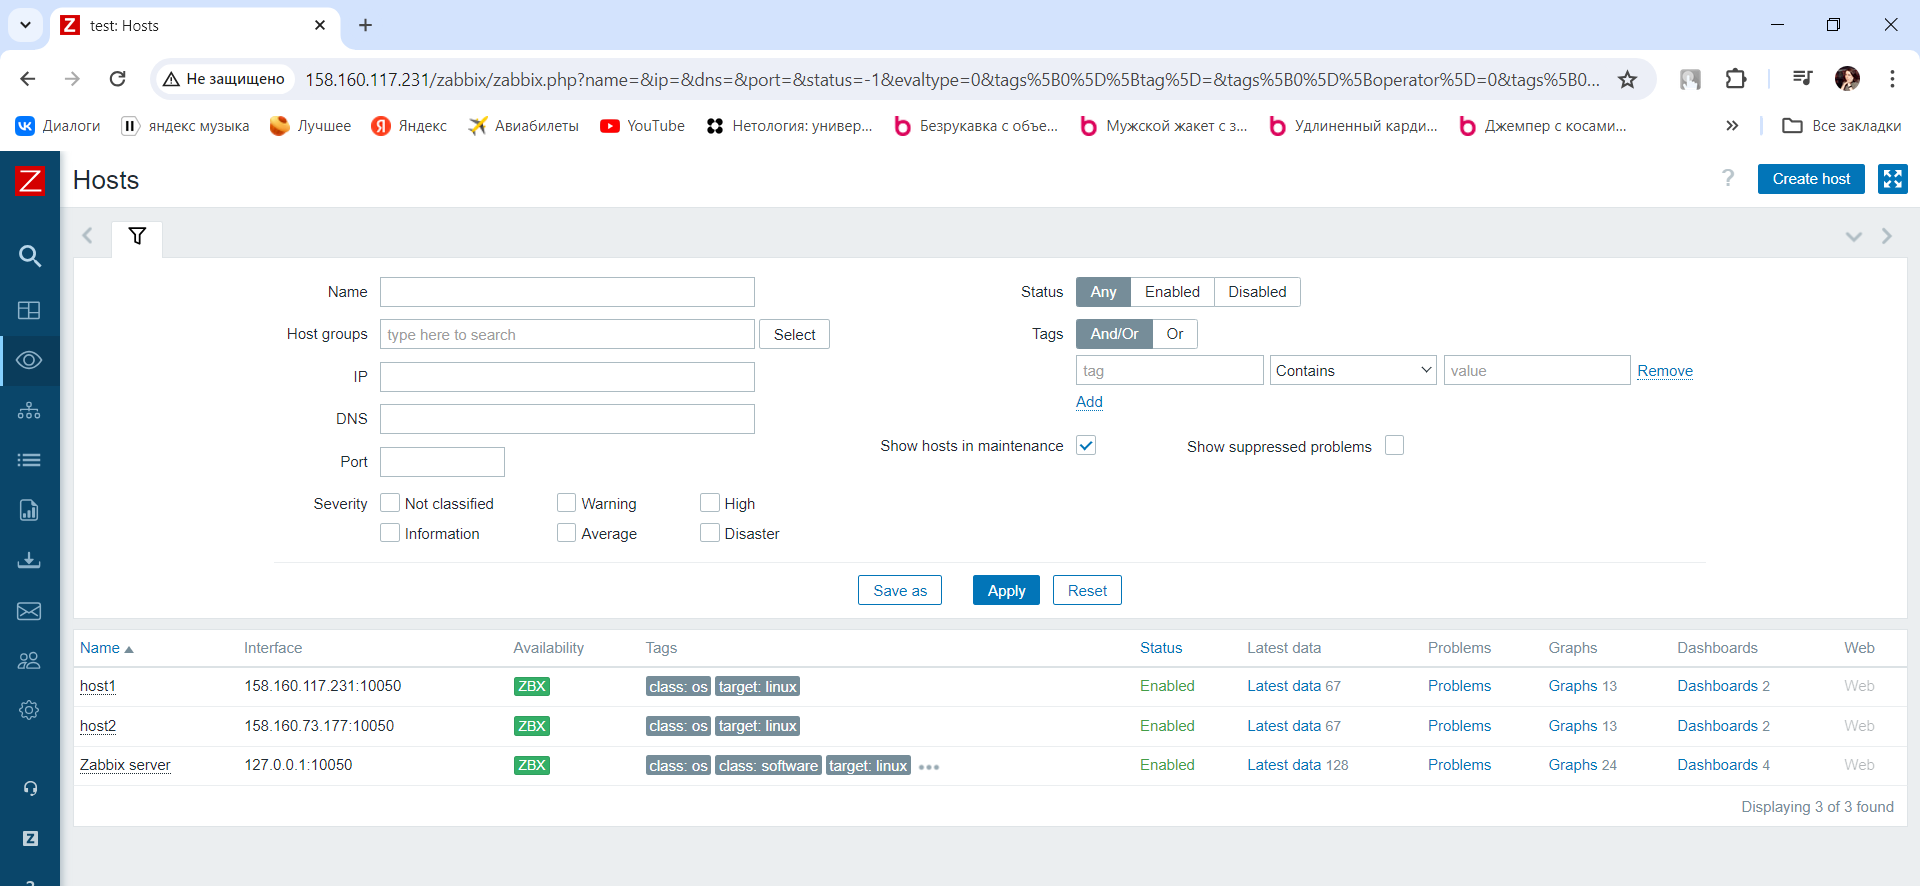 test: Hosts
Не защищено 158.160.117.231/zabbix/zabbix.php?name=&ip=&dns=&port=&status=-1&evaltype=0&tags%5B0%5D%5Btag%5D=&tags%5B0%5D%5Boperator%5D=0&tags%5B0...
Диалоги яндекс музыка Лучшее Яндекс Авиабилеты YouTube Нетология: универ... Безрукавка с объе... Мужской жакет с з... Удлиненный карди... Джемпер с косами... » Все закладки
Z Hosts ? Create host
Name Status Any Enabled Disabled
Host groups type here to search Select Tags And/Or Or
IP tag Contains value Remove
Add
DNS
Show hosts in maintenance Show suppressed problems
Port
Severity Not classified Warning High
Information Average Disaster
Save as Apply Reset
Name Interface Availability Tags Status Latest data Problems Graphs Dashboards Web
host1 158.160.117.231:10050 ZBX class: os target: linux Enabled Latest data 67 Problems Graphs 13 Dashboards 2 Web
host2 158.160.73.177:10050 ZBX class: os target: linux Enabled Latest data 67 Problems Graphs 13 Dashboards 2 Web
Zabbix server 127.0.0.1:10050 ZBX class: os class: software target: linux ••• Enabled Latest data 128 Problems Graphs 24 Dashboards 4 Web
Displaying 3 of 3 found
Z